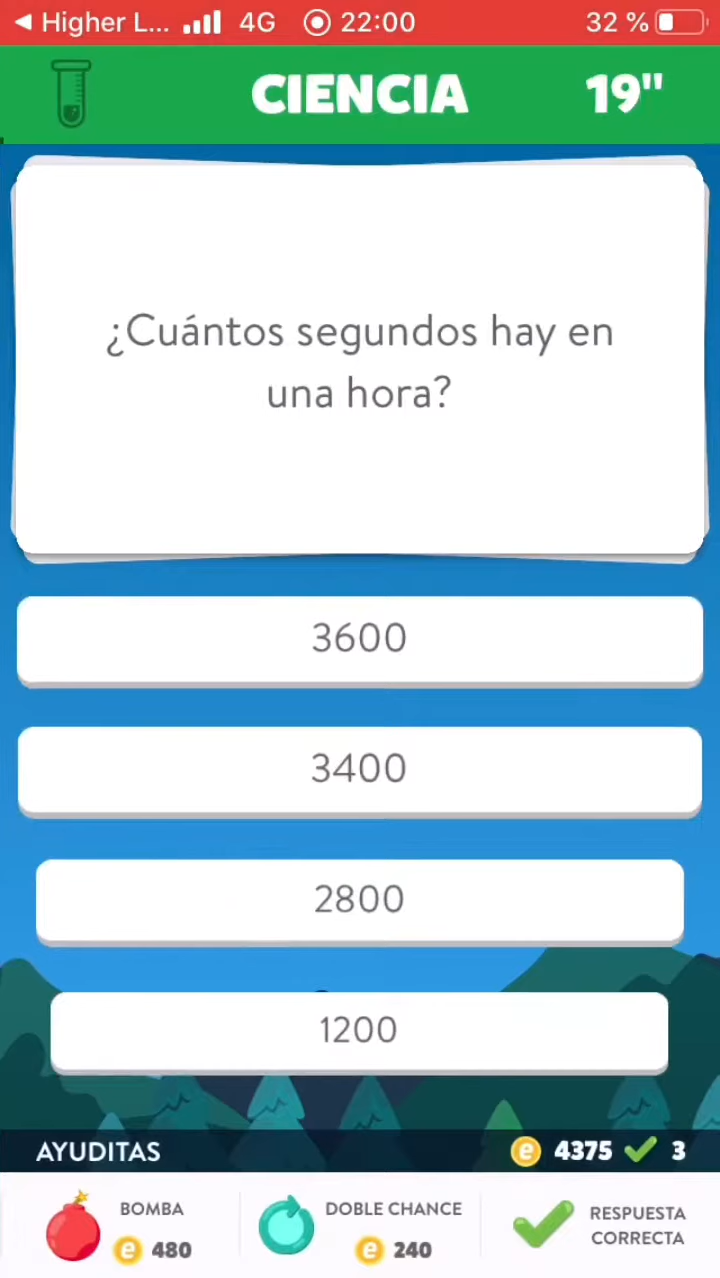 ◀ Higher L... 4G 22:00 32 %
CIENCIA 19"
¿Cuántos segundos hay en
una hora?
3600
3400
2800
1200
AYUDITAS e 4375 3
BOMBA
e 480
DOBLE CHANCE
e 240
RESPUESTA
CORRECTA